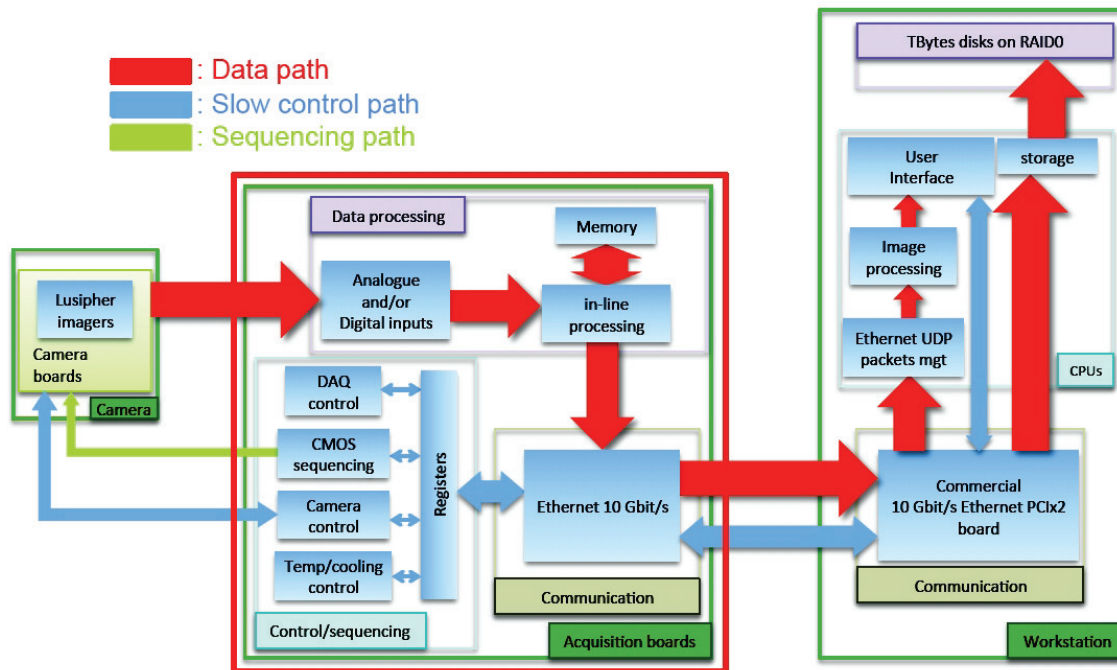 : Data path
: Slow control path
: Sequencing path
TBytes disks on RAID0
User
Interface
storage
Image
processing
Ethernet UDP
packets mgt
CPUs
Commercial
10 Gbit/s Ethernet PCIx2
board
Communication
Workstation
Data processing
Memory
Analogue
and/or
Digital inputs
in-line
processing
Lusipher
imagers
Camera
boards
Camera
DAQ
control
CMOS
sequencing
Camera
control
Temp/cooling
control
Registers
Control/sequencing
Ethernet 10 Gbit/s
Communication
Acquisition boards